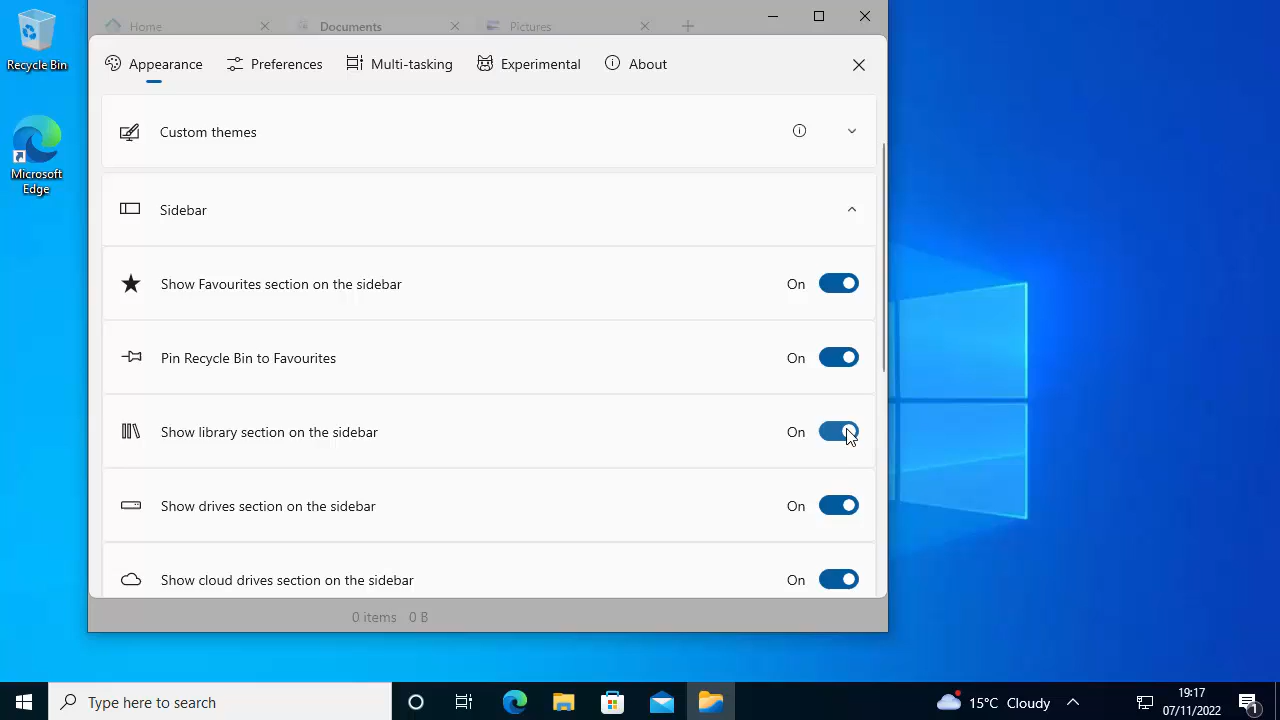 Recycle Bin
Microsoft
Edge
Home
Documents
Pictures
Appearance
Preferences
Multi-tasking
Experimental
About
Custom themes
Sidebar
Show Favourites section on the sidebar
On
Pin Recycle Bin to Favourites
On
Show library section on the sidebar
On
Show drives section on the sidebar
On
Show cloud drives section on the sidebar
On
0 items 0 B
Type here to search
15°C Cloudy
19:17
07/11/2022
1